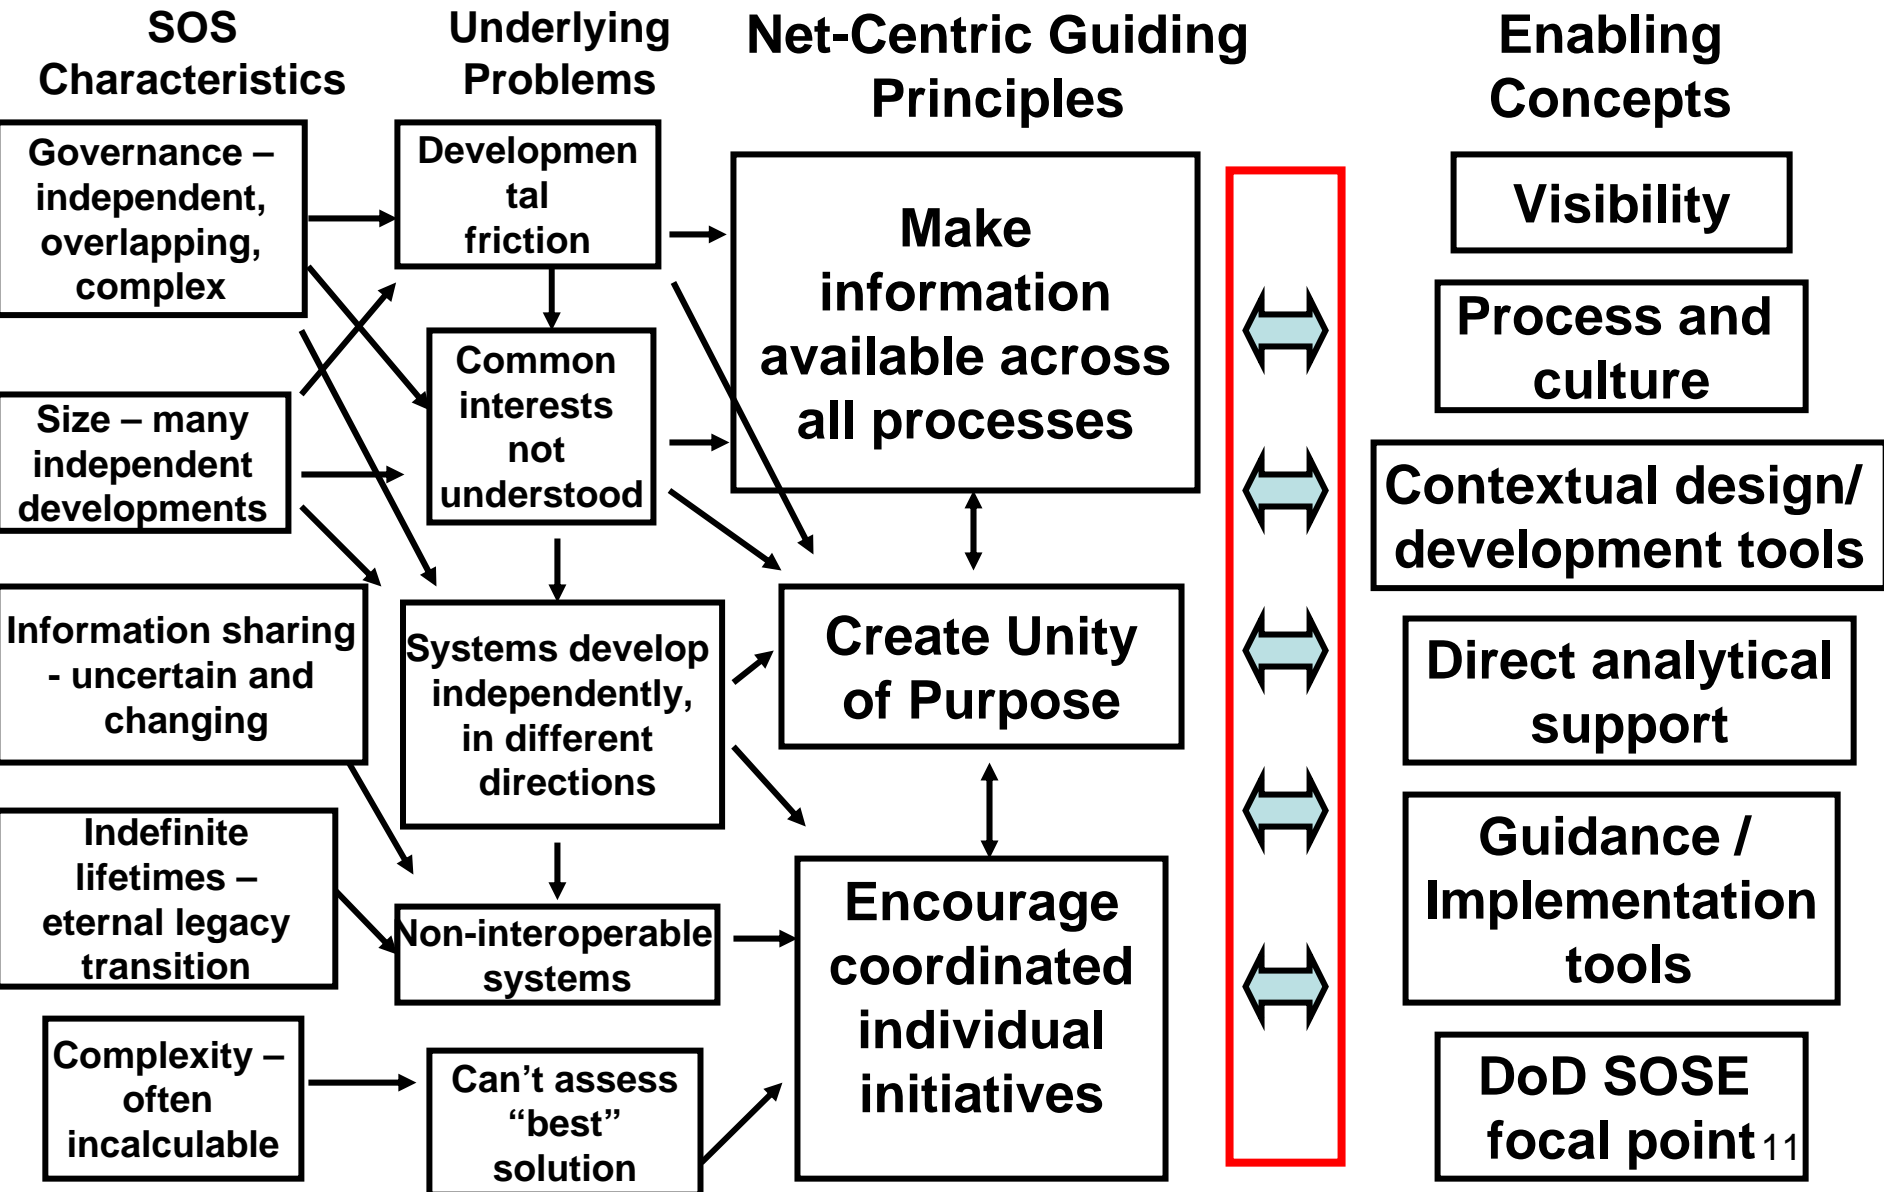 SOS
Characteristics
Underlying
Problems
Net-Centric Guiding
Principles
Enabling
Concepts
Governance –
independent,
overlapping,
complex
Size – many
independent
developments
Information sharing
- uncertain and
changing
Indefinite
lifetimes –
eternal legacy
transition
Complexity –
often
incalculable
Developmen
tal
friction
Common
interests
not
understood
Systems develop
independently,
in different
directions
Non-interoperable
systems
Can’t assess
“best”
solution
Make
information
available across
all processes
Create Unity
of Purpose
Encourage
coordinated
individual
initiatives
Visibility
Process and
culture
Contextual design/
development tools
Direct analytical
support
Guidance /
Implementation
tools
DoD SOSE
focal point
11